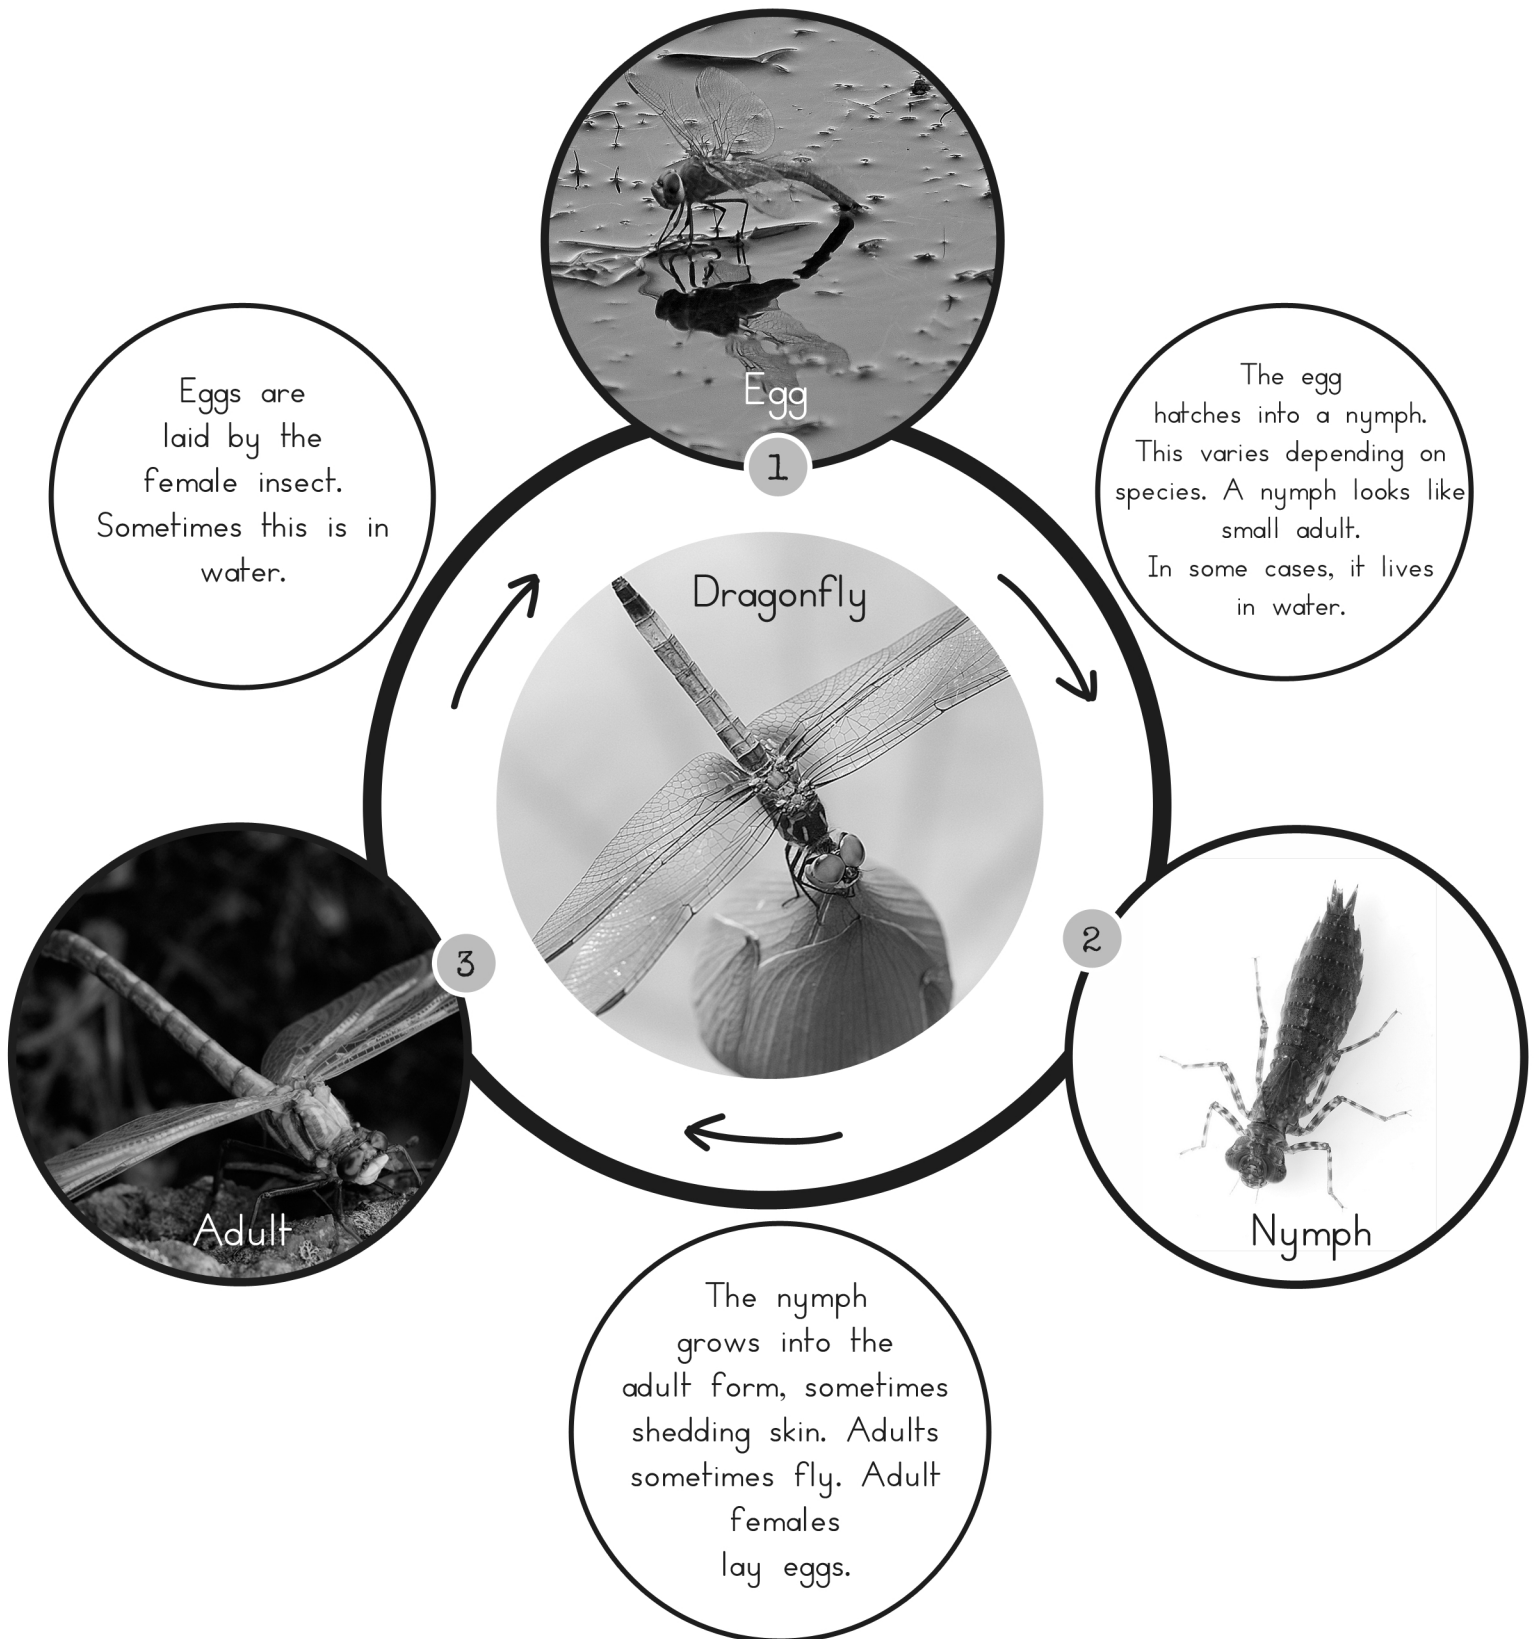 Egg
1
Eggs are
laid by the
female insect.
Sometimes this is in
water.
The egg
hatches into a nymph.
This varies depending on
species. A nymph looks like
small adult.
In some cases, it lives
in water.
Dragonfly
2
Nymph
3
Adult
The nymph
grows into the
adult form, sometimes
shedding skin. Adults
sometimes fly. Adult
females
lay eggs.